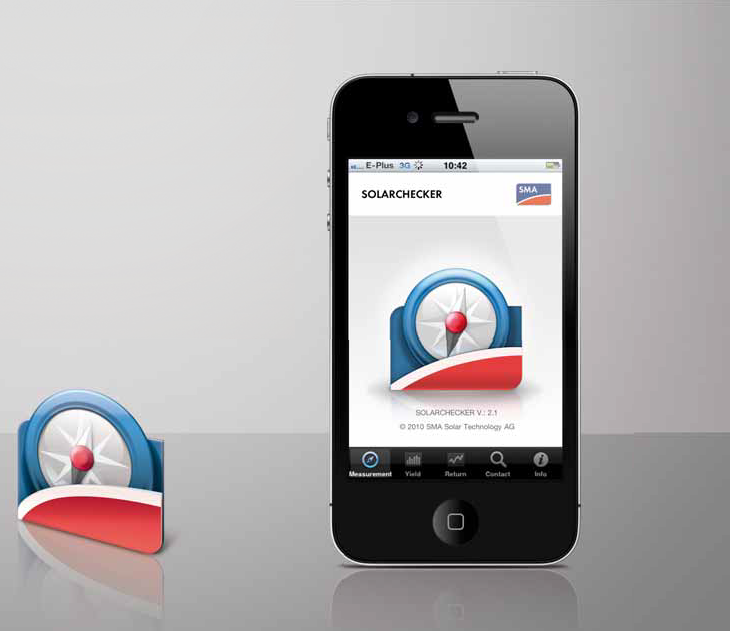 E-Plus 3G 10:42
SOLARCHECKER
SMA
SOLARCHECKER V.: 2.1
© 2010 SMA Solar Technology AG
Measurement Yield Return Contact Info